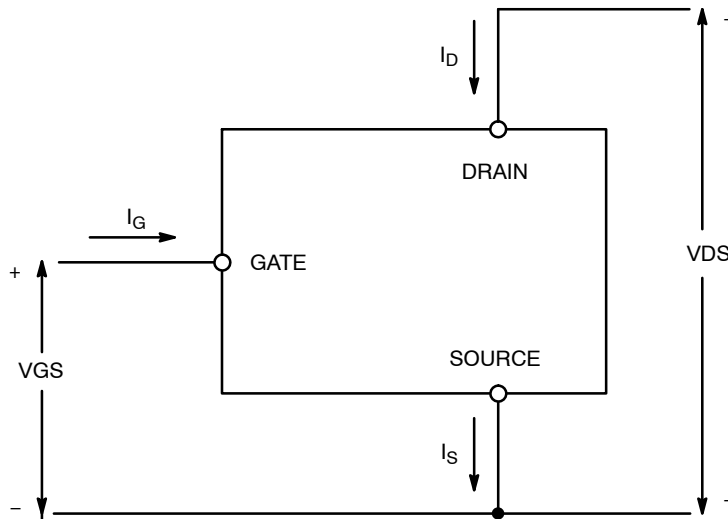 I_D
DRAIN
I_G
+
GATE
VDS
SOURCE
VGS
I_S
−